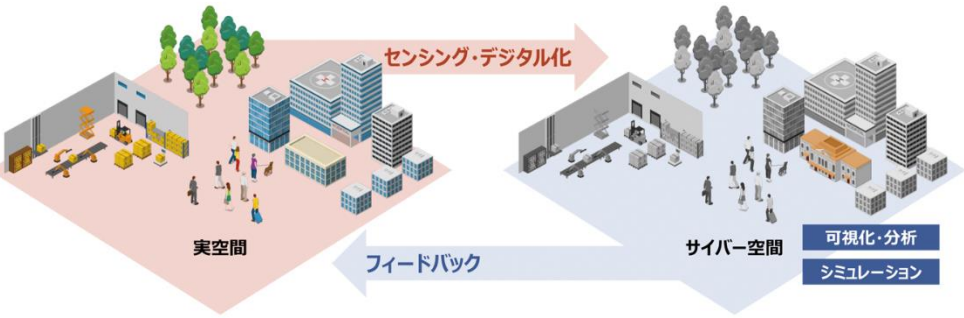 センシング・デジタル化
実空間
サイバー空間
可視化・分析
シミュレーション
フィードバック